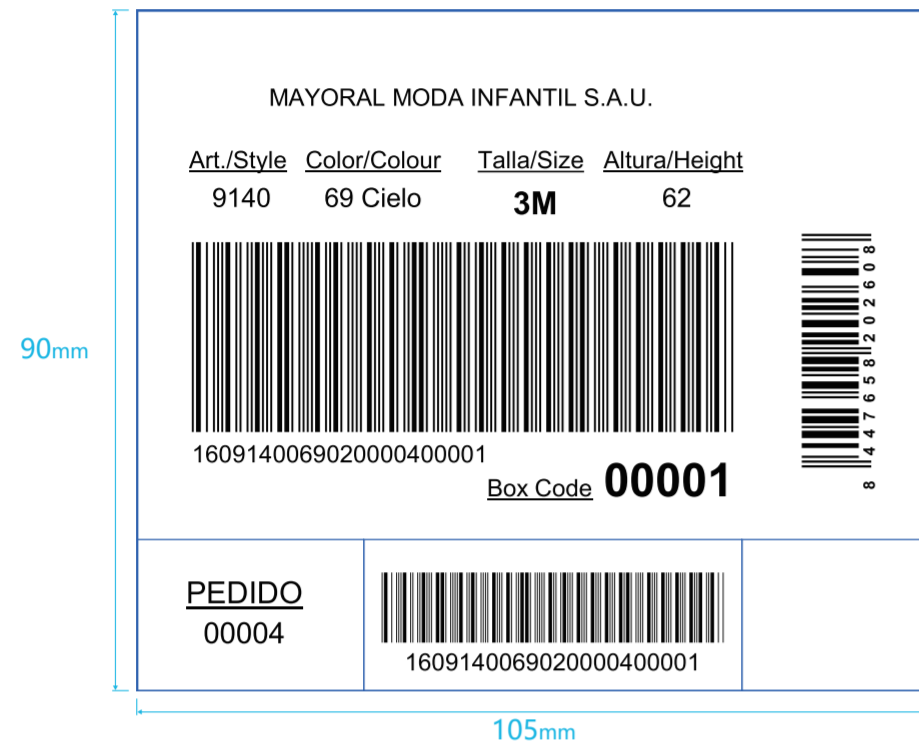 MAYORAL MODA INFANTIL S.A.U.
Art./Style Color/Colour Talla/Size Altura/Height
9140 69 Cielo 3M 62
1609140069020000400001
8 447658 202608
Box Code 00001
PEDIDO
00004
1609140069020000400001
90mm
105mm